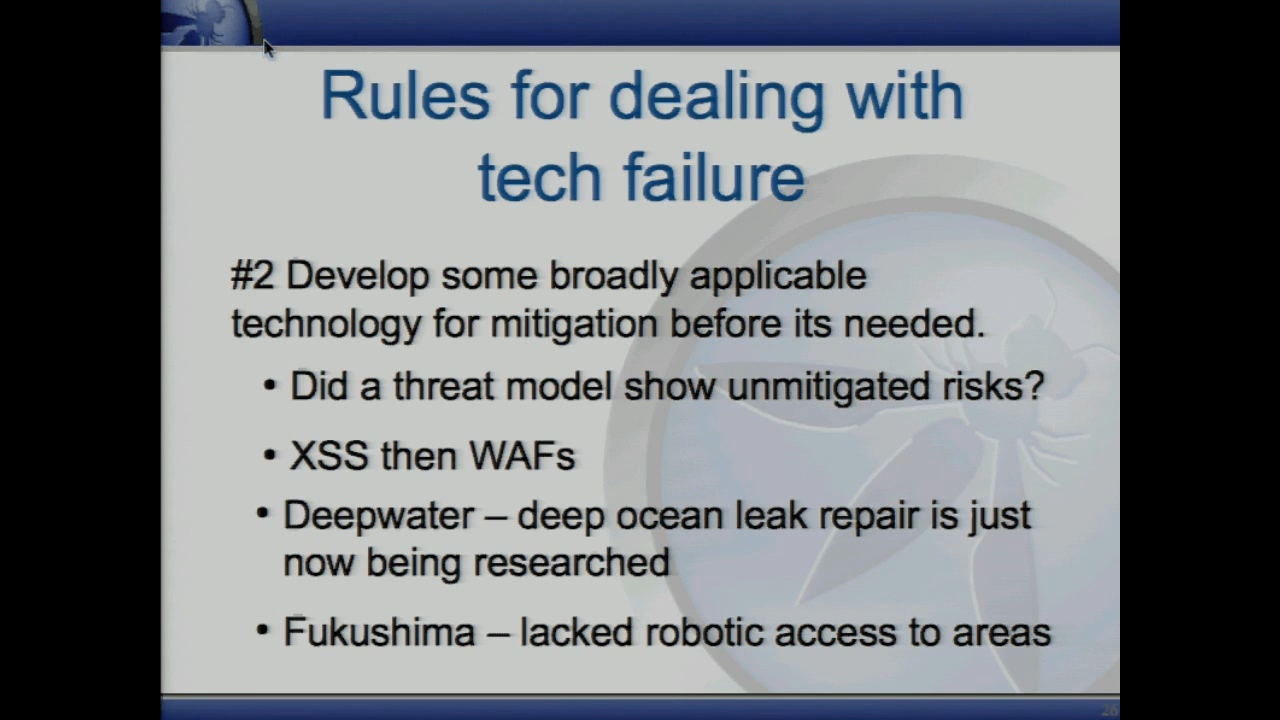 Rules for dealing with
tech failure
#2 Develop some broadly applicable
technology for mitigation before its needed.
• Did a threat model show unmitigated risks?
• XSS then WAFs
• Deepwater – deep ocean leak repair is just
now being researched
• Fukushima – lacked robotic access to areas
26